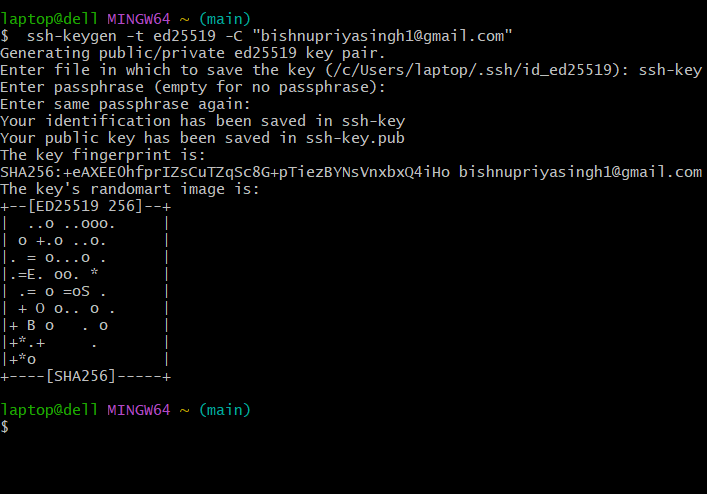 laptop@dell MINGW64 ~ (main)
$  ssh-keygen -t ed25519 -C "bishnupriyasingh1@gmail.com"
Generating public/private ed25519 key pair.
Enter file in which to save the key (/c/Users/laptop/.ssh/id_ed25519): ssh-key
Enter passphrase (empty for no passphrase):
Enter same passphrase again:
Your identification has been saved in ssh-key
Your public key has been saved in ssh-key.pub
The key fingerprint is:
SHA256:+eAXEEOhfprIZsCuTZqSc8G+pTiezBYNsVnxbxQ4iHo bishnupriyasingh1@gmail.com
The key's randomart image is:
+--[ED25519 256]--+
|  ..o ..ooo.     |
| o +.o ..o.      |
|. = o...o .      |
|.=E. oo. *       |
| .= o =oS .      |
| + O o.. o .     |
|+ B o   . o      |
|+*.+     .       |
|+*o              |
+----[SHA256]-----+
laptop@dell MINGW64 ~ (main)
$